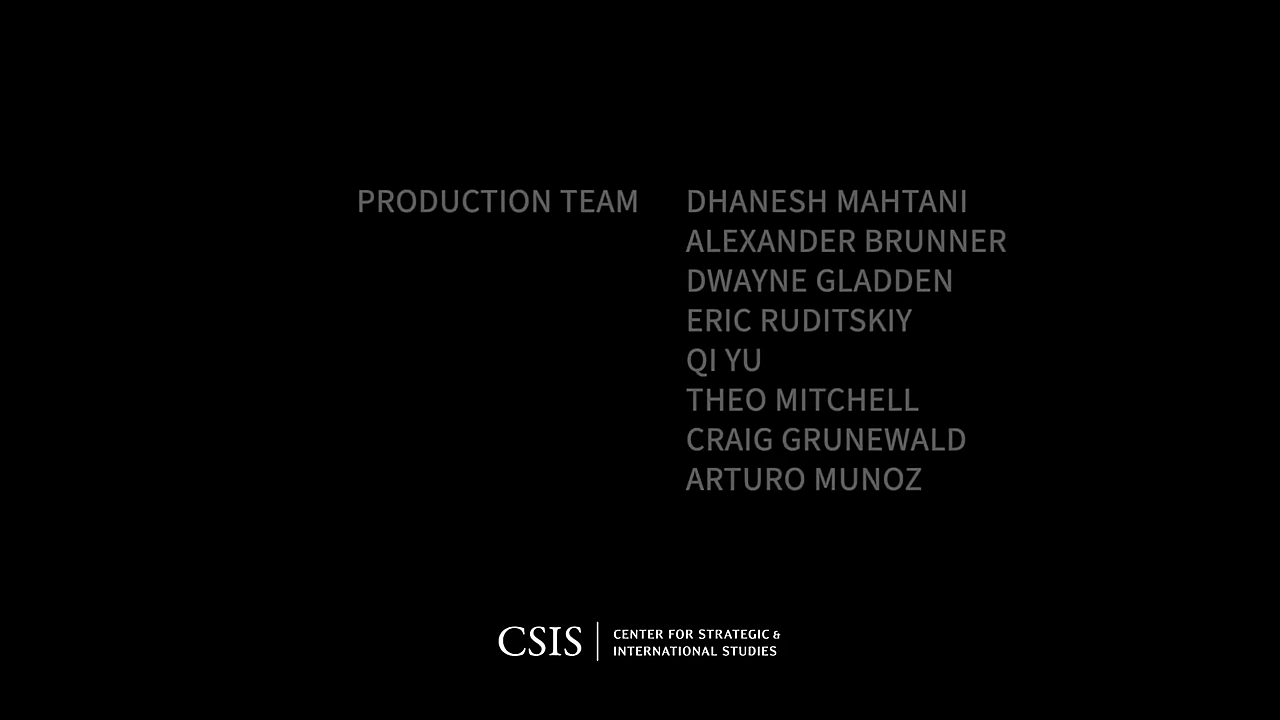 PRODUCTION TEAM DHANESH MAHTANI
ALEXANDER BRUNNER
DWAYNE GLADDEN
ERIC RUDITSKIY
QI YU
THEO MITCHELL
CRAIG GRUNEWALD
ARTURO MUNOZ
CSIS CENTER FOR STRATEGIC &
INTERNATIONAL STUDIES